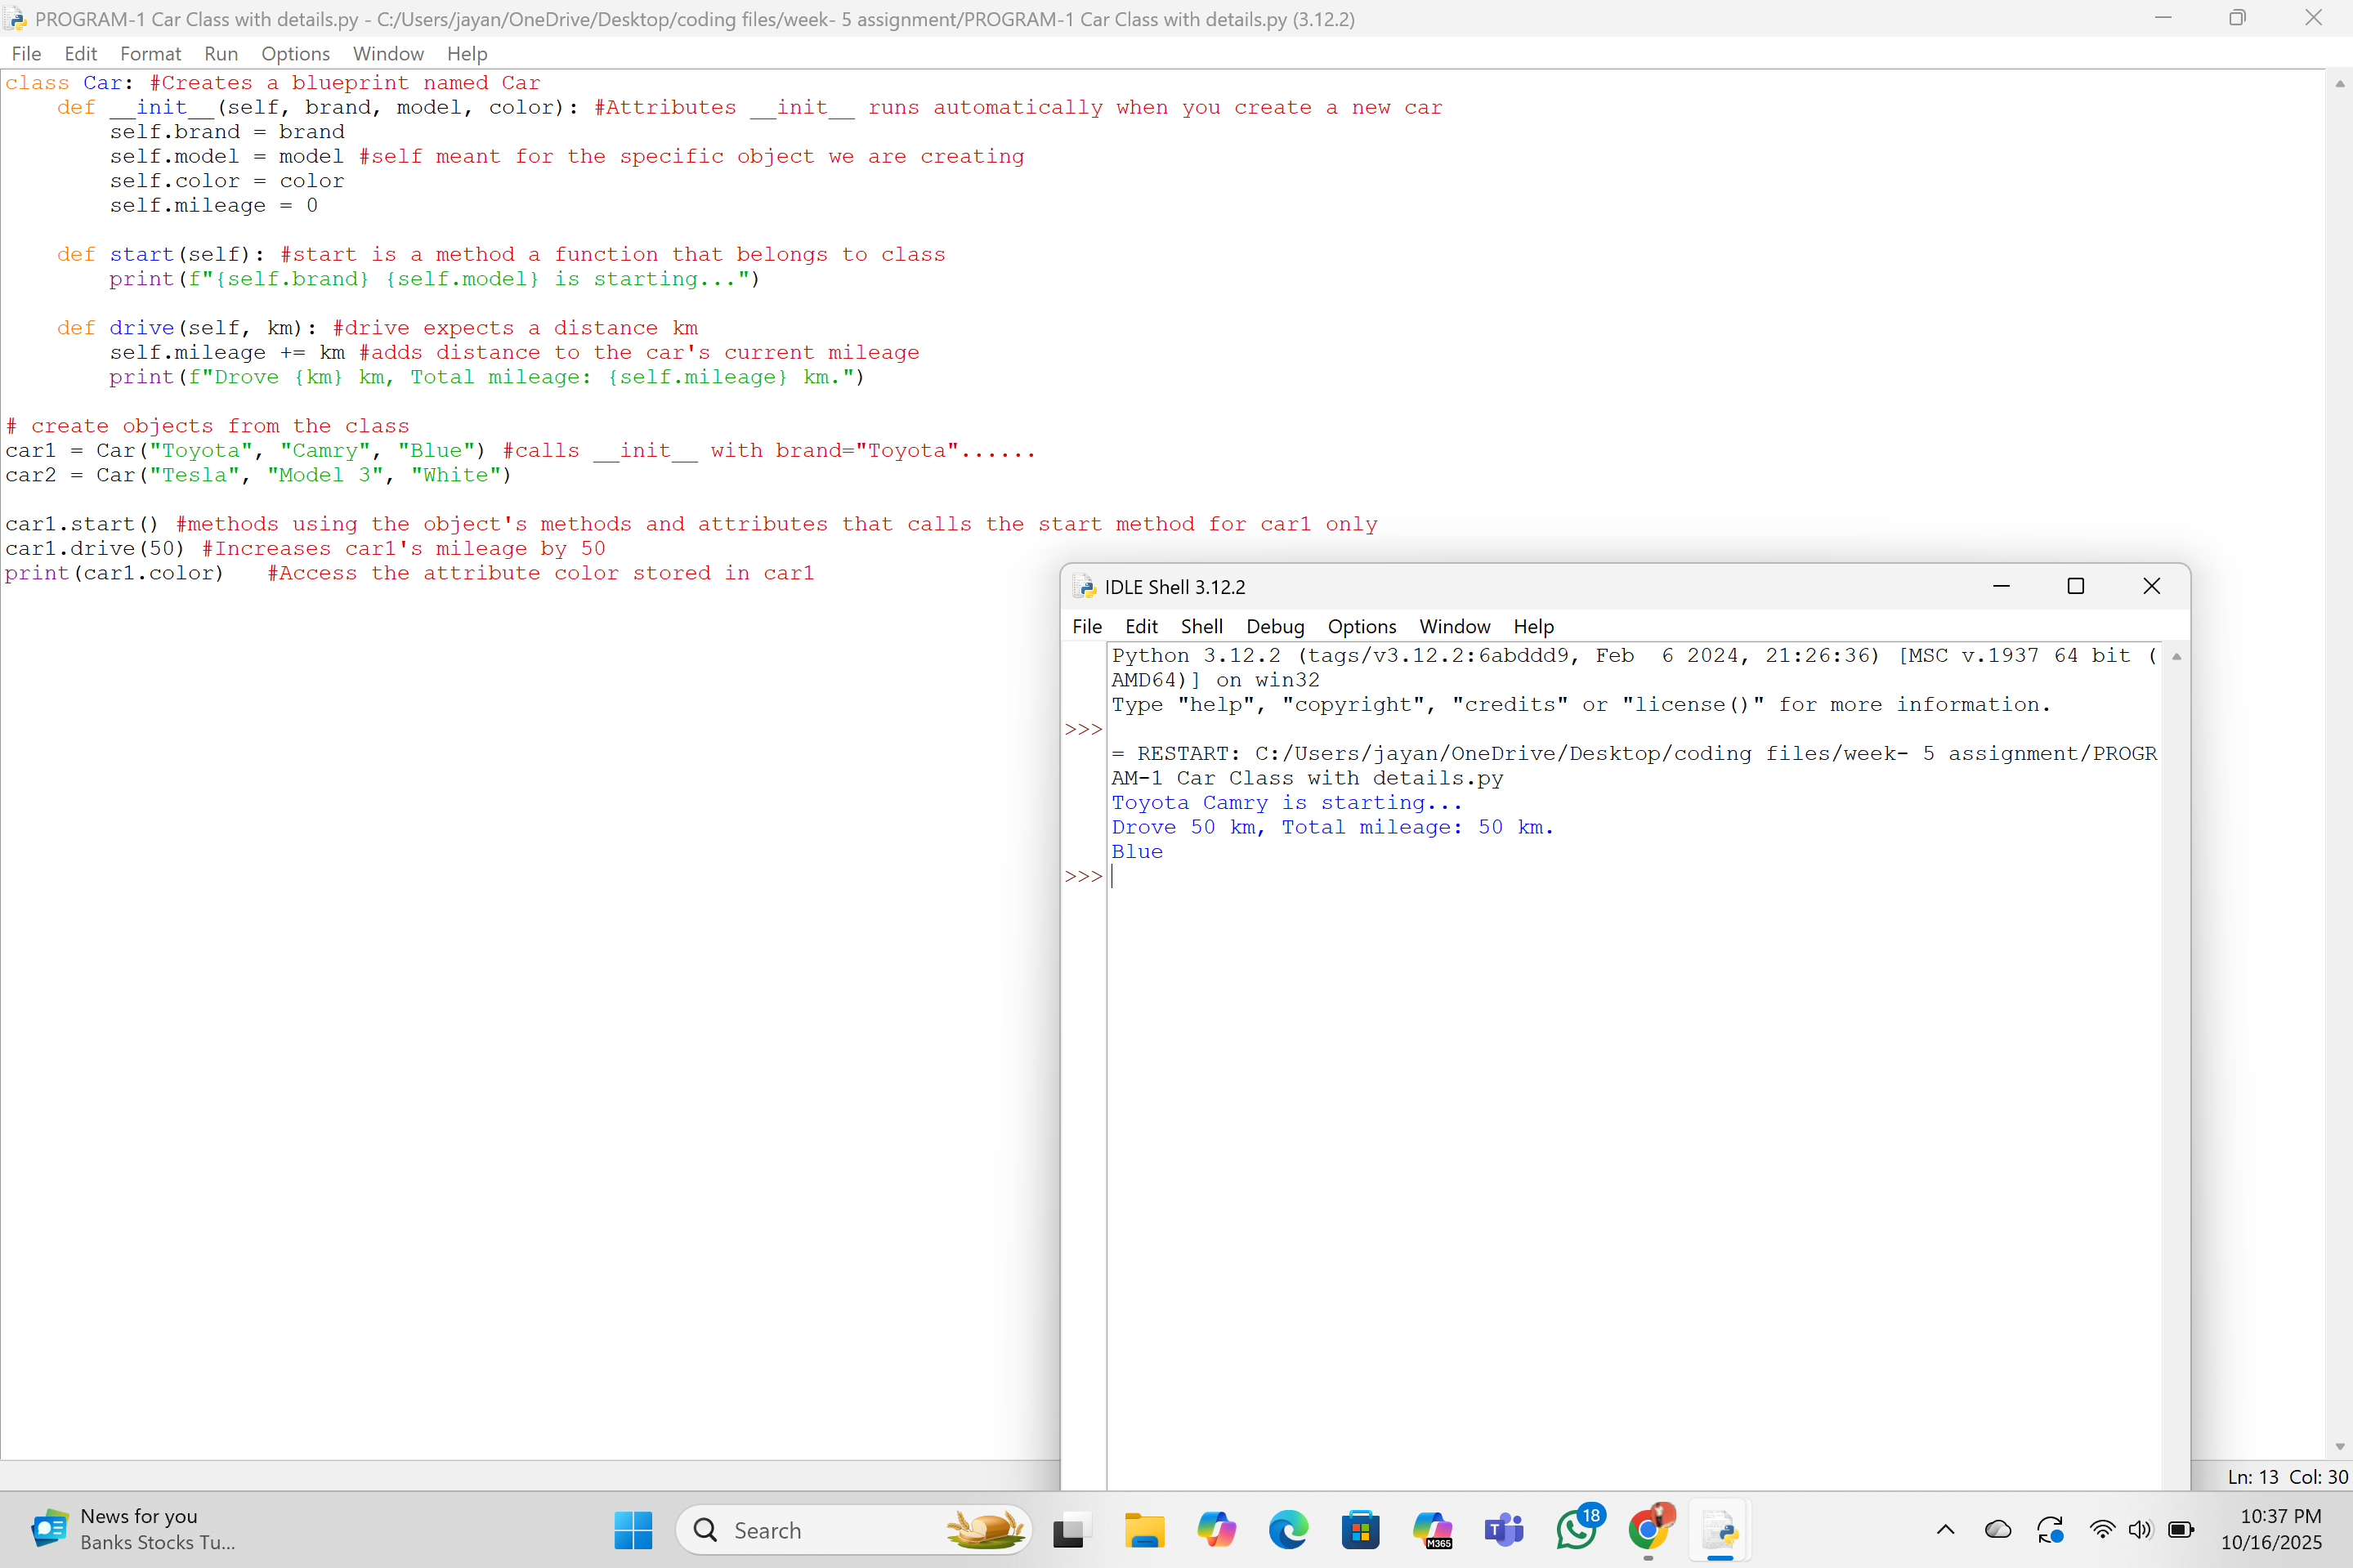 PROGRAM-1 Car Class with details.py - C:/Users/jayan/OneDrive/Desktop/coding files/week- 5 assignment/PROGRAM-1 Car Class with details.py (3.12.2)
File Edit Format Run Options Window Help
class Car: #Creates a blueprint named Car
    def __init__(self, brand, model, color): #Attributes __init__ runs automatically when you create a new car
        self.brand = brand
        self.model = model #self meant for the specific object we are creating
        self.color = color
        self.mileage = 0
    def start(self): #start is a method a function that belongs to class
        print(f"{self.brand} {self.model} is starting...")
    def drive(self, km): #drive expects a distance km
        self.mileage += km #adds distance to the car's current mileage
        print(f"Drove {km} km, Total mileage: {self.mileage} km.")
# create objects from the class
car1 = Car("Toyota", "Camry", "Blue") #calls __init__ with brand="Toyota"......
car2 = Car("Tesla", "Model 3", "White")
car1.start() #methods using the object's methods and attributes that calls the start method for car1 only
car1.drive(50) #Increases car1's mileage by 50
print(car1.color)   #Access the attribute color stored in car1
IDLE Shell 3.12.2
File Edit Shell Debug Options Window Help
Python 3.12.2 (tags/v3.12.2:6abddd9, Feb  6 2024, 21:26:36) [MSC v.1937 64 bit (
AMD64)] on win32
Type "help", "copyright", "credits" or "license()" for more information.
>>>
= RESTART: C:/Users/jayan/OneDrive/Desktop/coding files/week- 5 assignment/PROGR
AM-1 Car Class with details.py
Toyota Camry is starting...
Drove 50 km, Total mileage: 50 km.
Blue
>>>
Ln: 13 Col: 30
News for you
Banks Stocks Tu...
Search
M365
T
18
10:37 PM
10/16/2025